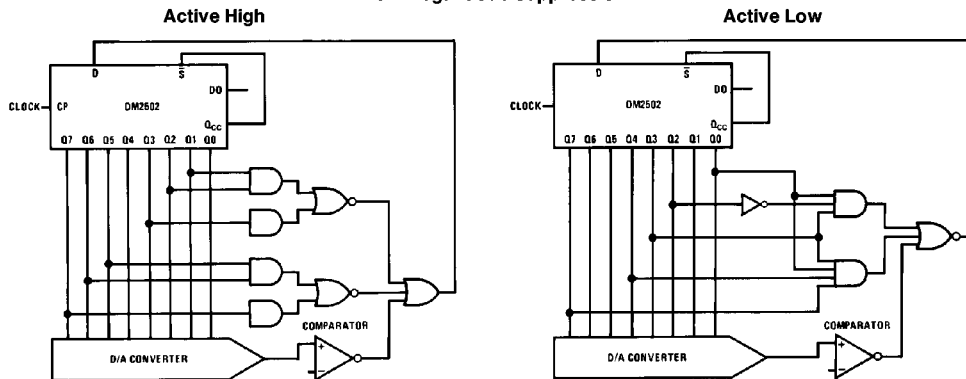 Active High
Active Low
D
S
DO
CLOCK
CP
DM2502
QCC
Q7 Q6 Q5 Q4 Q3 Q2 Q1 Q0
COMPARATOR
+
−
D/A CONVERTER
D
S
DO
CLOCK
CP
DM2502
QCC
Q7 Q6 Q5 Q4 Q3 Q2 Q1 Q0
COMPARATOR
+
−
D/A CONVERTER